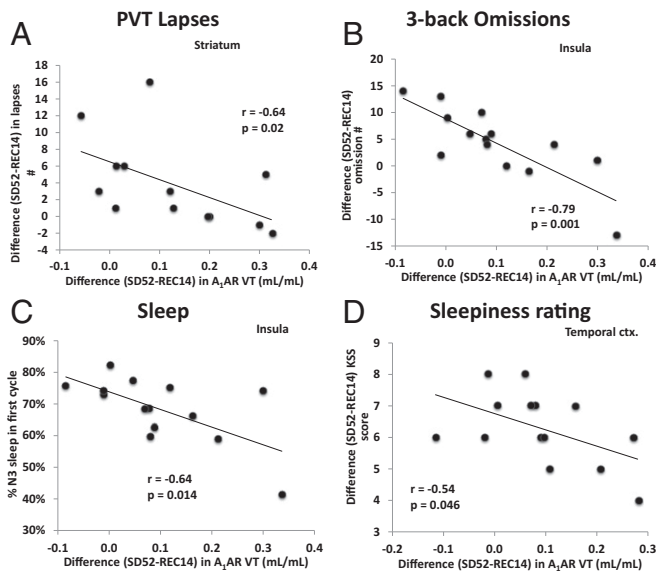 A
PVT Lapses
Striatum
Difference (SD52-REC14) in lapses
#
18
16
14
12
10
8
6
4
2
0
-2
-4
r = -0.64
p = 0.02
-0.1 0.0 0.1 0.2 0.3 0.4
Difference (SD52-REC14) in A₁AR VT (mL/mL)
B
3-back Omissions
Insula
Difference (SD52-REC14)
omission #
20
15
10
5
0
-5
-10
-15
r = -0.79
p = 0.001
-0.1 0.0 0.1 0.2 0.3 0.4
Difference (SD52-REC14) in A₁AR VT (mL/mL)
C
Sleep
Insula
% N3 sleep in first cycle
90%
80%
70%
60%
50%
40%
30%
r = -0.64
p = 0.014
-0.1 0.0 0.1 0.2 0.3 0.4
Difference (SD52-REC14) in A₁AR VT (mL/mL)
D
Sleepiness rating
Temporal ctx.
Difference (SD52-REC14) KSS
score
9
8
7
6
5
4
3
r = -0.54
p = 0.046
-0.2 -0.1 0.0 0.1 0.2 0.3
Difference (SD52-REC14) in A₁AR VT (mL/mL)